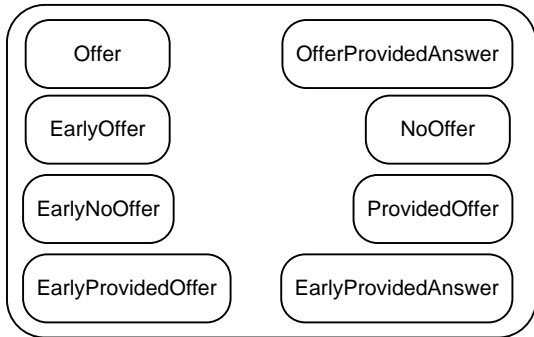 Offer
OfferProvidedAnswer
EarlyOffer
NoOffer
EarlyNoOffer
ProvidedOffer
EarlyProvidedOffer
EarlyProvidedAnswer